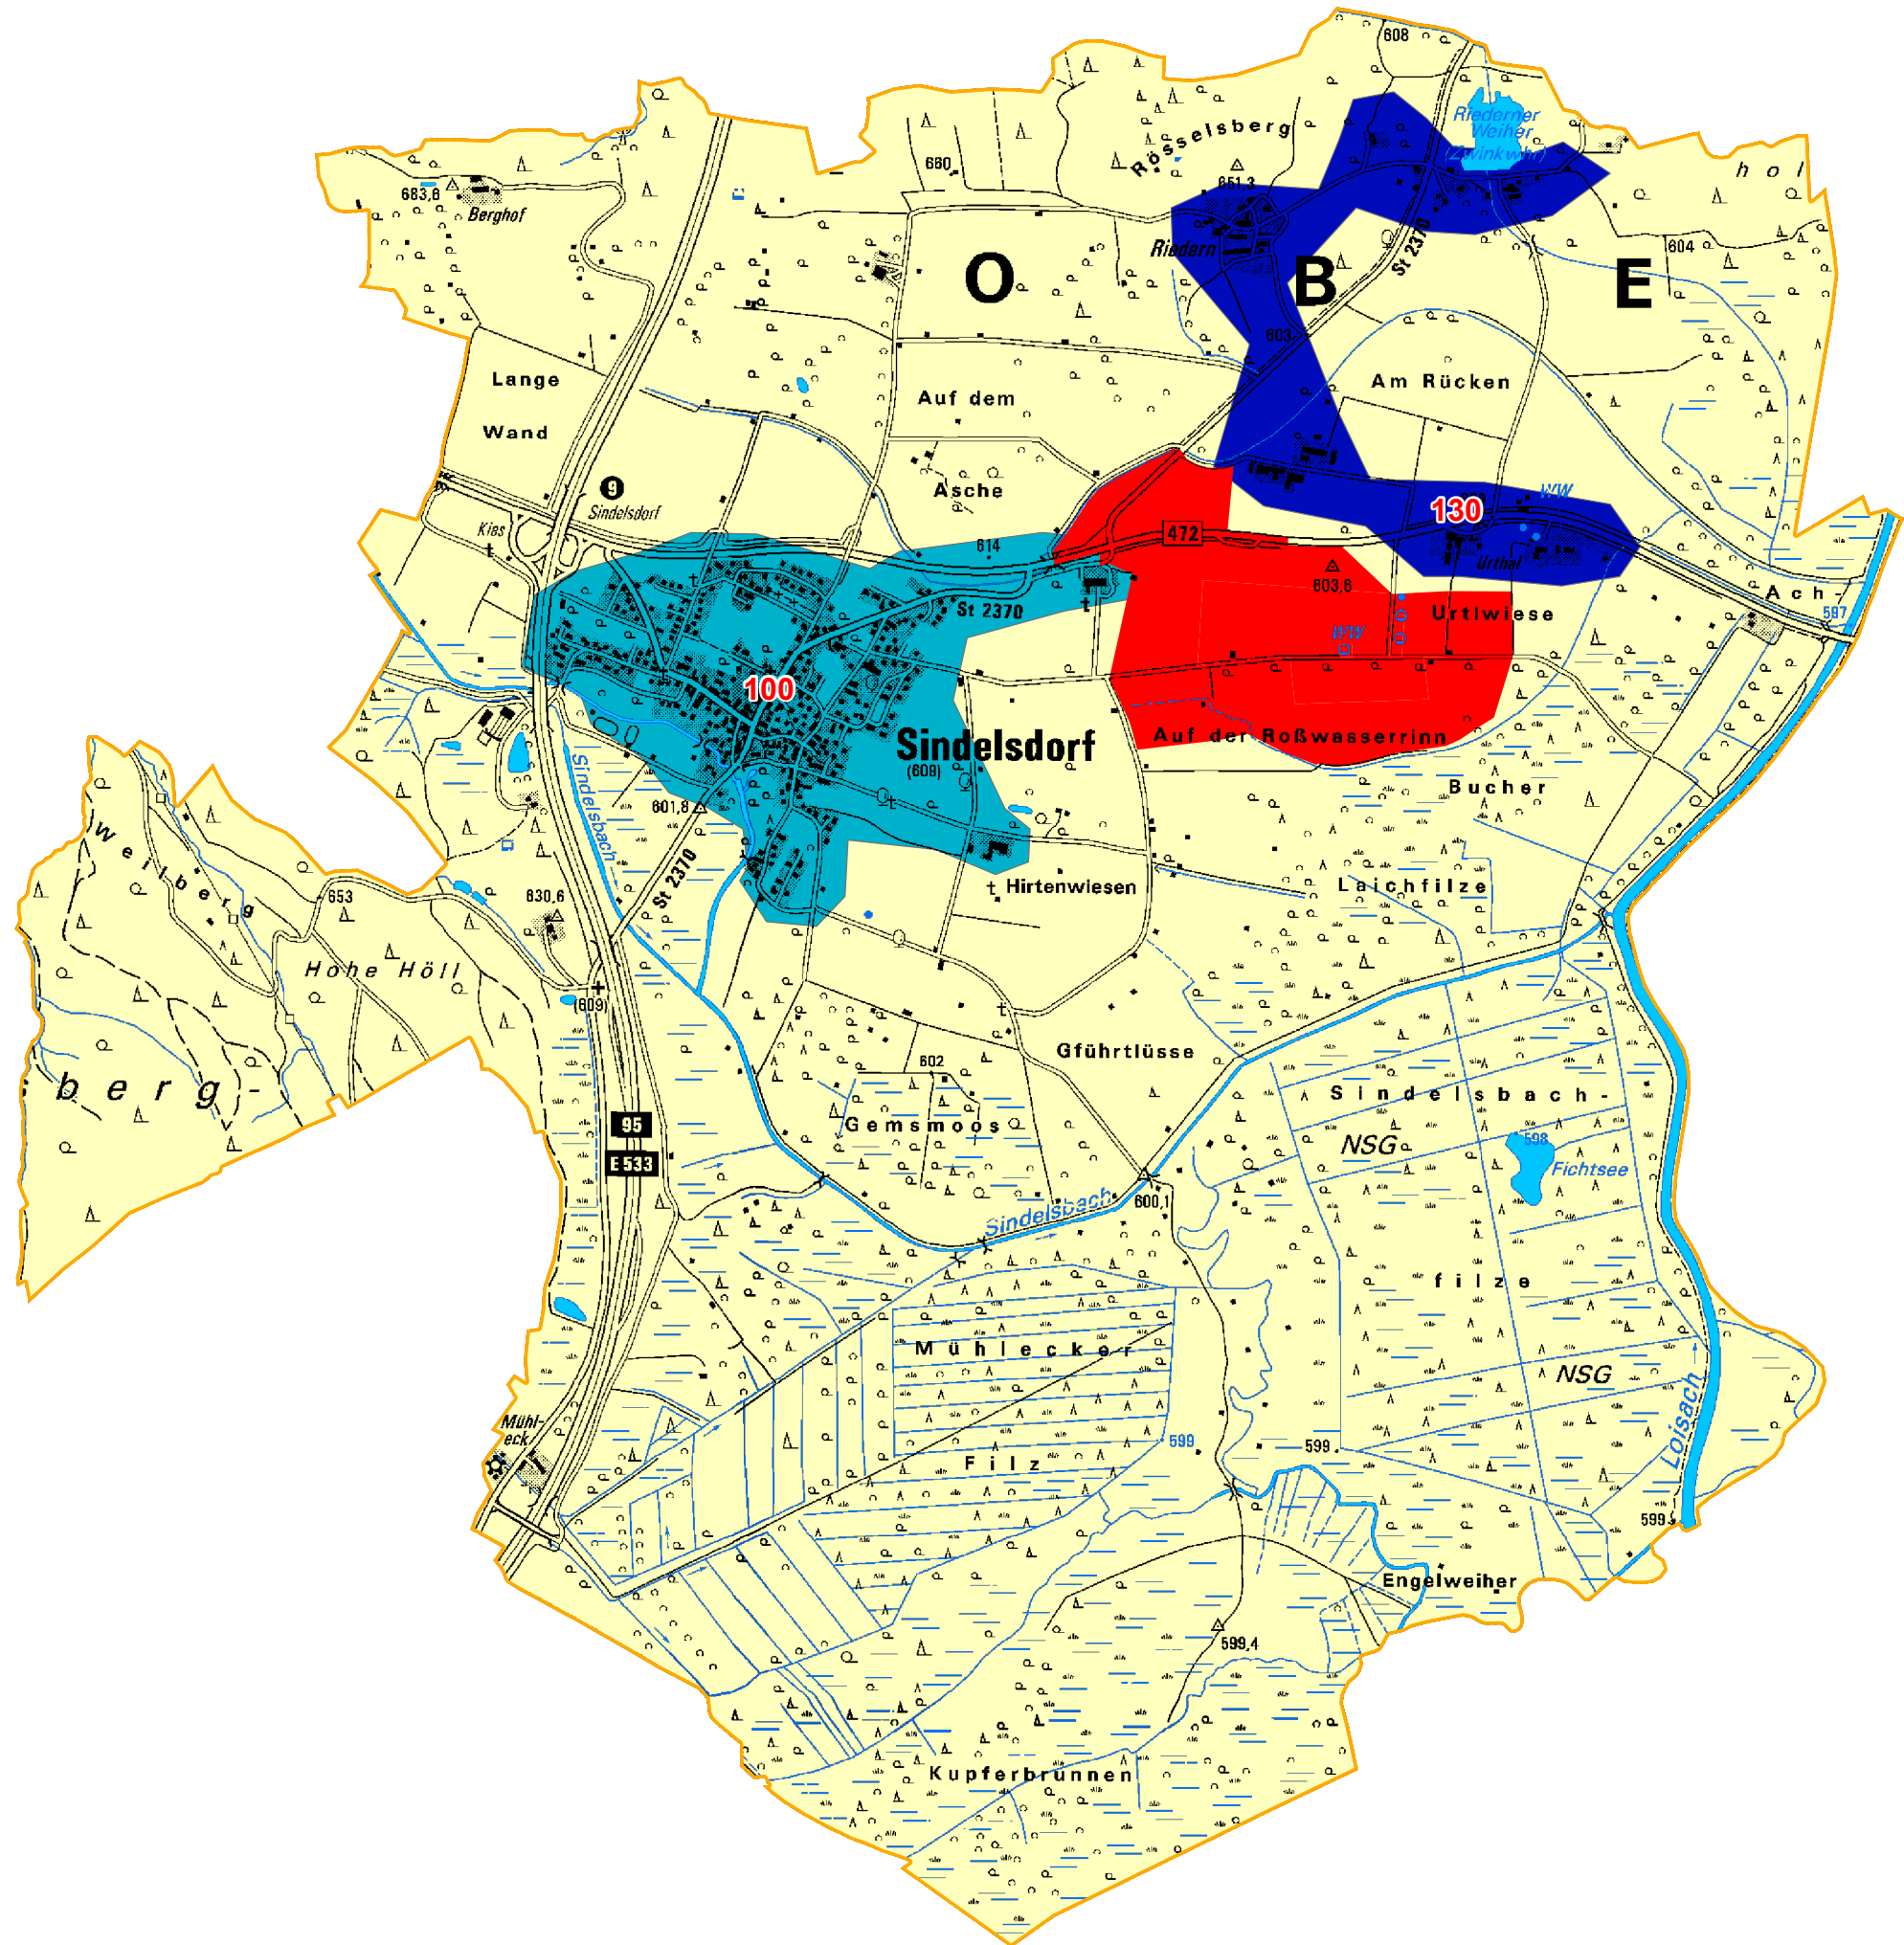 608
Riederner
Weiher
(Zwinkwhr)
Rösselsberg
660
651.3
hol
683,6
Berghof
Riedern
St 2370
604
O
B
E
603
Lange
Wand
Auf dem
Am Rücken
9
Sindelsdorf
Asche
WW
130
Kies
614
472
Urthal
603,6
St 2370
Urtlwiese
Ach-
597
WW
100
Sindelsdorf
(609)
Auf der Roßwasserrinn
Sindelsbach
601,8
Bucher
Weilberg
653
630,6
St 2370
Hirtenwiesen
Laichfilze
Hohe Höll
(609)
602
Gführtlüsse
berg-
95
E 533
Gemsmoos
Sindelsbach-
NSG
598
Fichtsee
Sindelsbach
600,1
filze
Mühlecker
NSG
Loisach
Mühl-
eck
599
599
Filz
599
Engelweiher
599,4
Kupferbrunnen